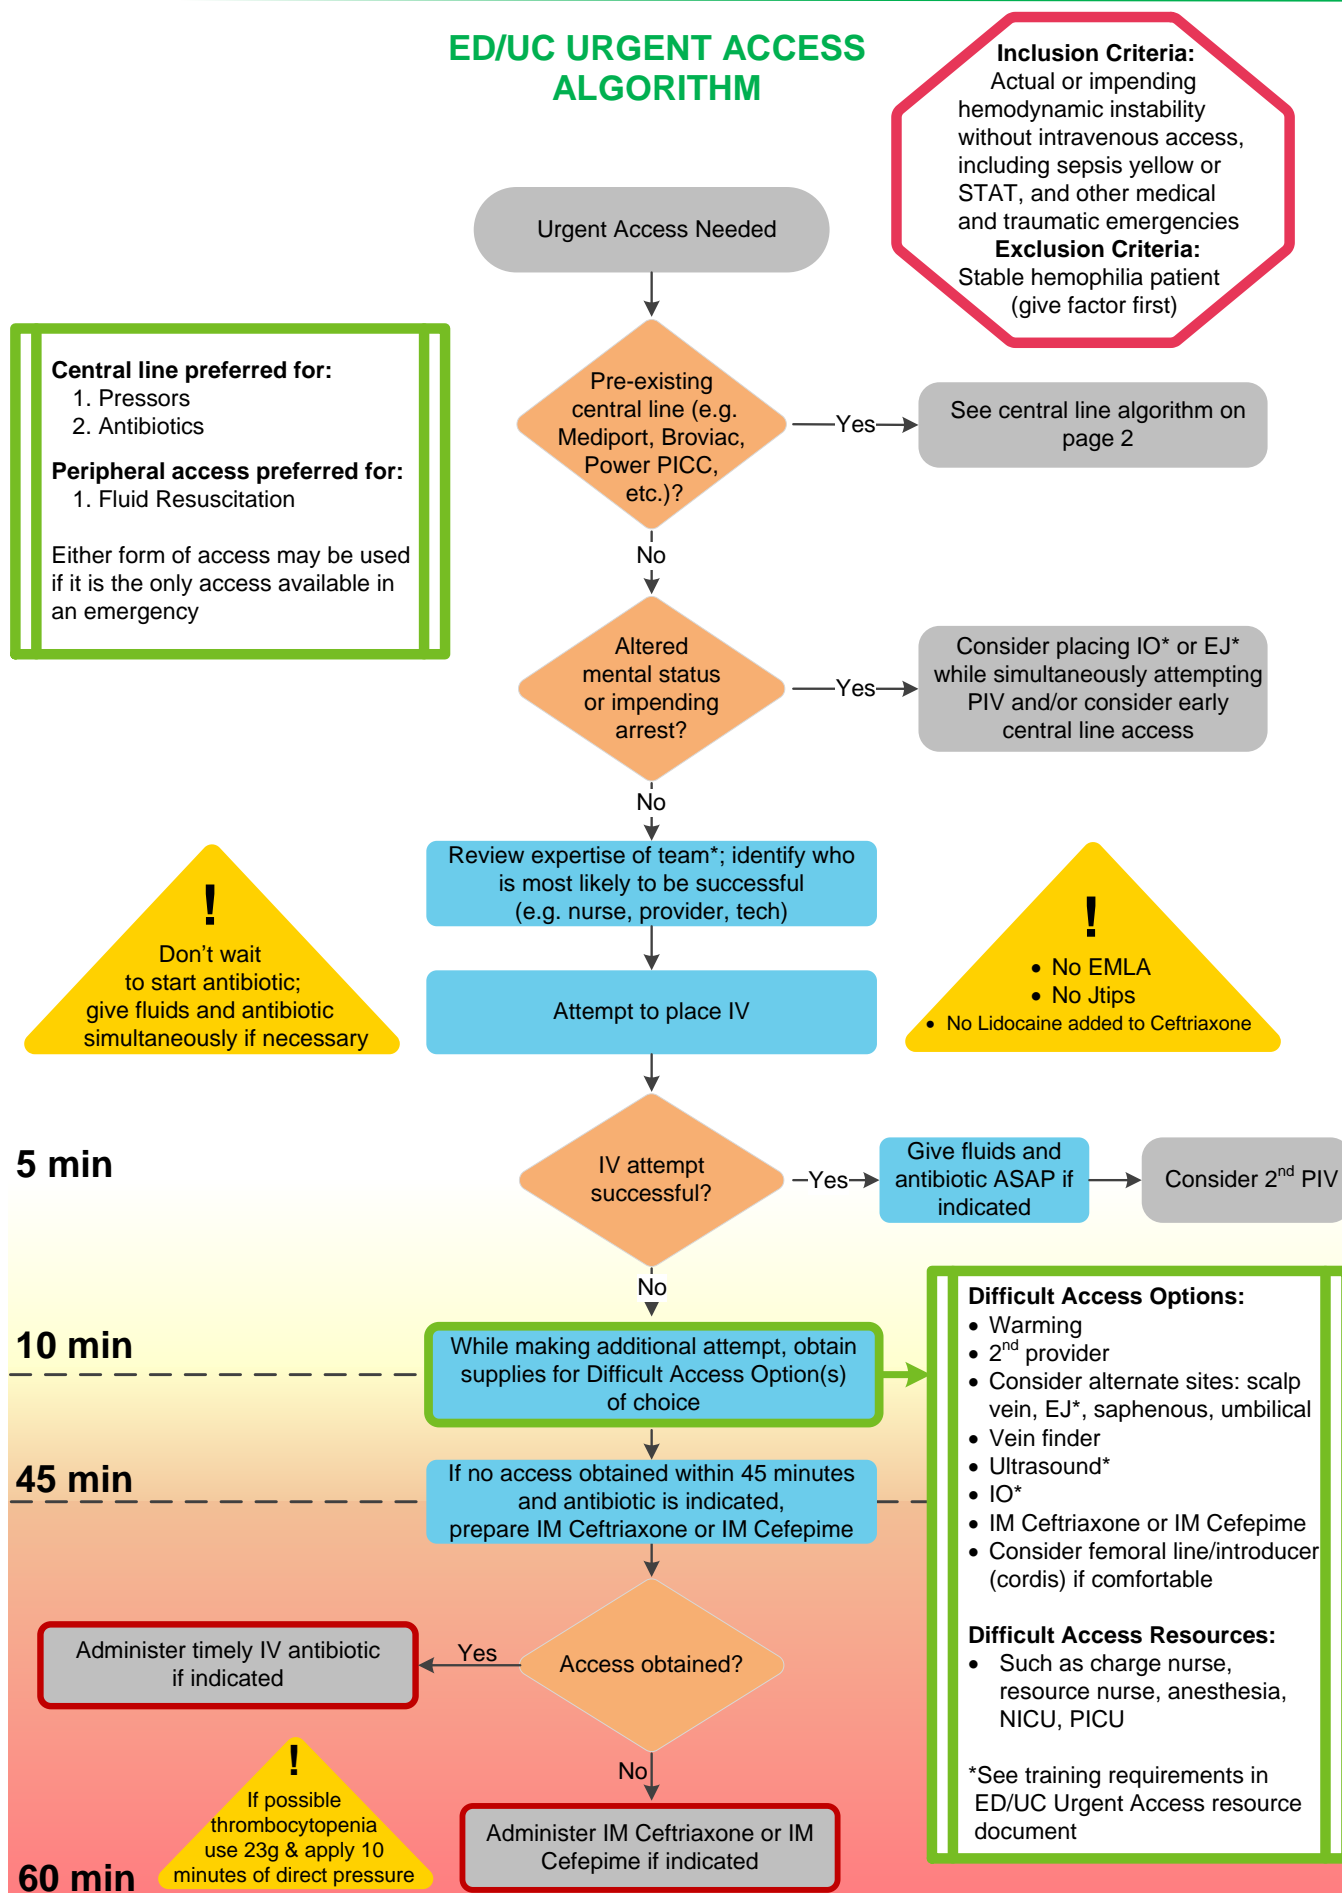 ED/UC URGENT ACCESS
ALGORITHM
Inclusion Criteria:
Actual or impending
hemodynamic instability
without intravenous access,
including sepsis yellow or
STAT, and other medical
and traumatic emergencies
Exclusion Criteria:
Stable hemophilia patient
(give factor first)
Urgent Access Needed
Central line preferred for:
1. Pressors
2. Antibiotics
Peripheral access preferred for:
1. Fluid Resuscitation
Either form of access may be used
if it is the only access available in
an emergency
Pre-existing
central line (e.g.
Mediport, Broviac,
Power PICC,
etc.)?
Yes
See central line algorithm on
page 2
No
Altered
mental status
or impending
arrest?
Yes
Consider placing IO* or EJ*
while simultaneously attempting
PIV and/or consider early
central line access
No
Review expertise of team*; identify who
is most likely to be successful
(e.g. nurse, provider, tech)
!
Don’t wait
to start antibiotic;
give fluids and antibiotic
simultaneously if necessary
!
• No EMLA
• No Jtips
• No Lidocaine added to Ceftriaxone
Attempt to place IV
5 min
IV attempt
successful?
Yes
Give fluids and
antibiotic ASAP if
indicated
Consider 2nd PIV
No
10 min
While making additional attempt, obtain
supplies for Difficult Access Option(s)
of choice
Difficult Access Options:
• Warming
• 2nd provider
• Consider alternate sites: scalp
vein, EJ*, saphenous, umbilical
• Vein finder
• Ultrasound*
• IO*
• IM Ceftriaxone or IM Cefepime
• Consider femoral line/introducer
(cordis) if comfortable
Difficult Access Resources:
• Such as charge nurse,
resource nurse, anesthesia,
NICU, PICU
*See training requirements in
ED/UC Urgent Access resource
document
45 min
If no access obtained within 45 minutes
and antibiotic is indicated,
prepare IM Ceftriaxone or IM Cefepime
Access obtained?
Yes
Administer timely IV antibiotic
if indicated
No
!
If possible
thrombocytopenia
use 23g & apply 10
minutes of direct pressure
Administer IM Ceftriaxone or IM
Cefepime if indicated
60 min